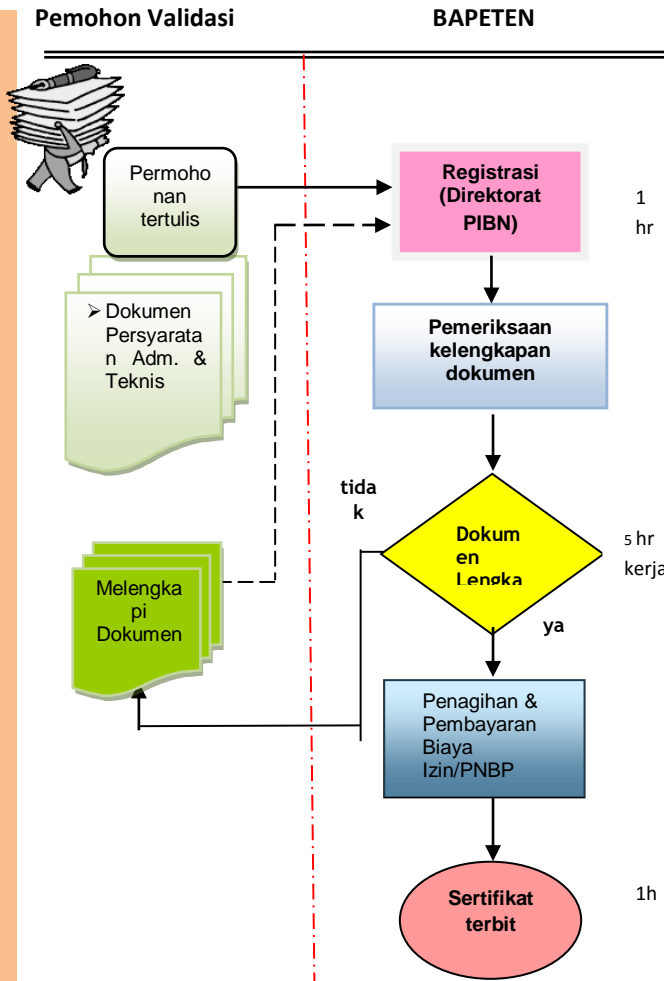 Pemohon Validasi
BAPETEN
Permoho
nan
tertulis
Registrasi
(Direktorat
PIBN)
1
hr
➢ Dokumen
Persyarata
n Adm. &
Teknis
Pemeriksaan
kelengkapan
dokumen
tida
k
Dokum
en
Lengka
5 hr
kerja
Melengka
pi
Dokumen
ya
Penagihan &
Pembayaran
Biaya
Izin/PNBP
Sertifikat
terbit
1h